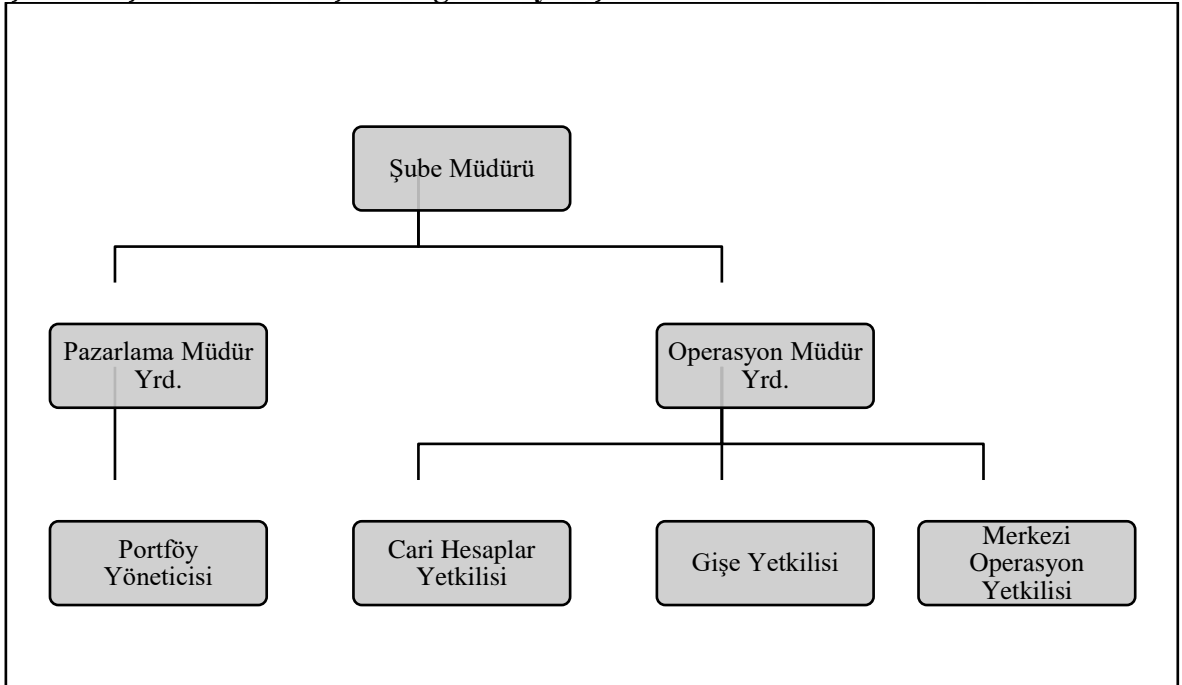 Şube Müdürü
Pazarlama Müdür
Yrd.
Operasyon Müdür
Yrd.
Portföy
Yöneticisi
Cari Hesaplar
Yetkilisi
Gişe Yetkilisi
Merkezi
Operasyon
Yetkilisi